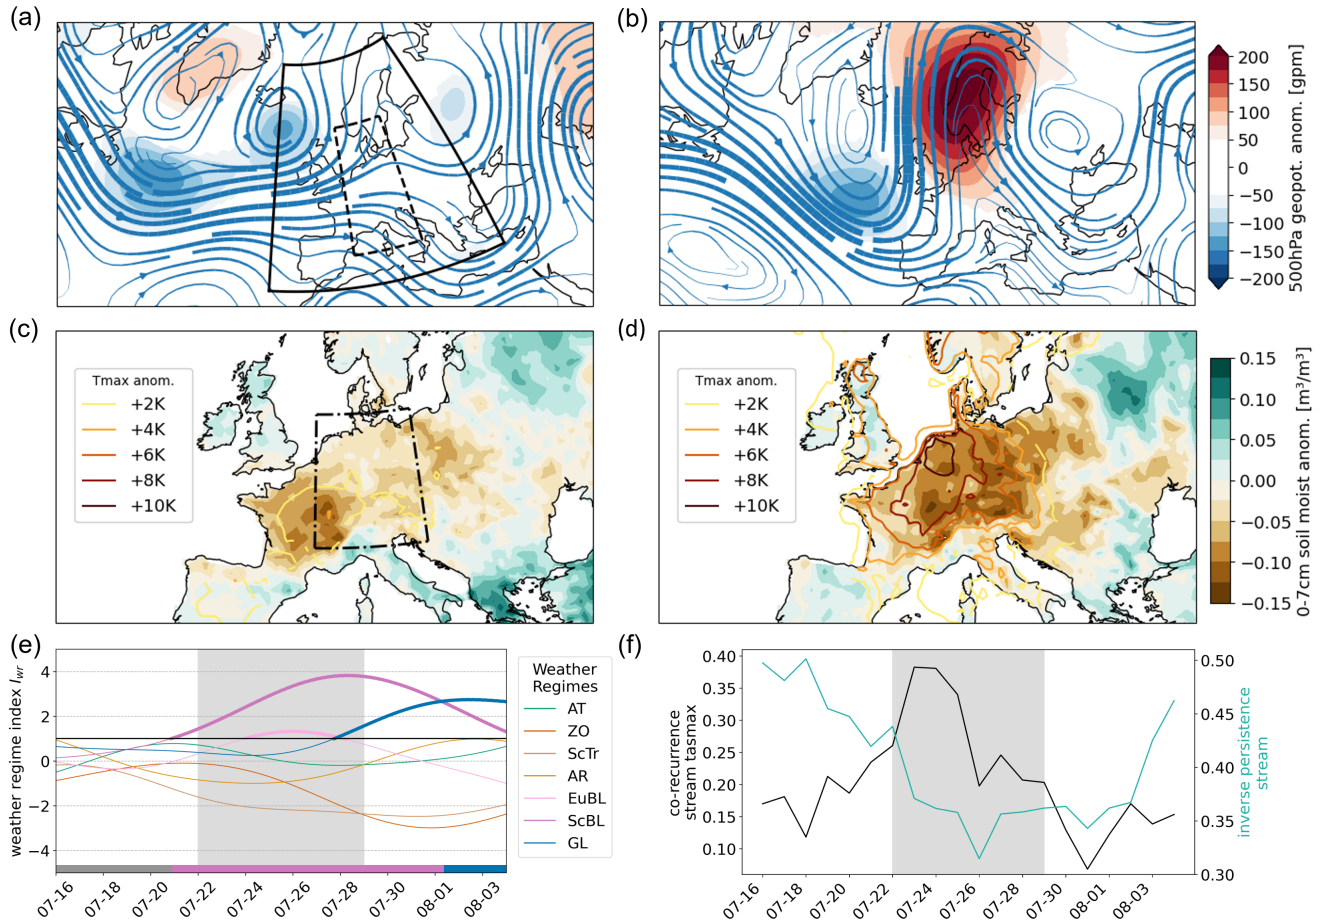 (a)
(b)
200
150
100
50
0
−50
−100
−150
−200
500hPa geopot. anom. [gpm]
(c)
Tmax anom.
+2K
+4K
+6K
+8K
+10K
(d)
Tmax anom.
+2K
+4K
+6K
+8K
+10K
0.15
0.10
0.05
0.00
−0.05
−0.10
−0.15
0-7cm soil moist anom. [m³/m³]
(e)
weather regime index Iwr
4
2
0
−2
−4
07-16
07-18
07-20
07-22
07-24
07-26
07-28
07-30
08-01
08-03
Weather
Regimes
AT
ZO
ScTr
AR
EuBL
ScBL
GL
(f)
co-recurrence
stream tasmax
0.40
0.35
0.30
0.25
0.20
0.15
0.10
07-16
07-18
07-20
07-22
07-24
07-26
07-28
07-30
08-01
08-03
0.50
0.45
0.40
0.35
0.30
inverse persistence
stream